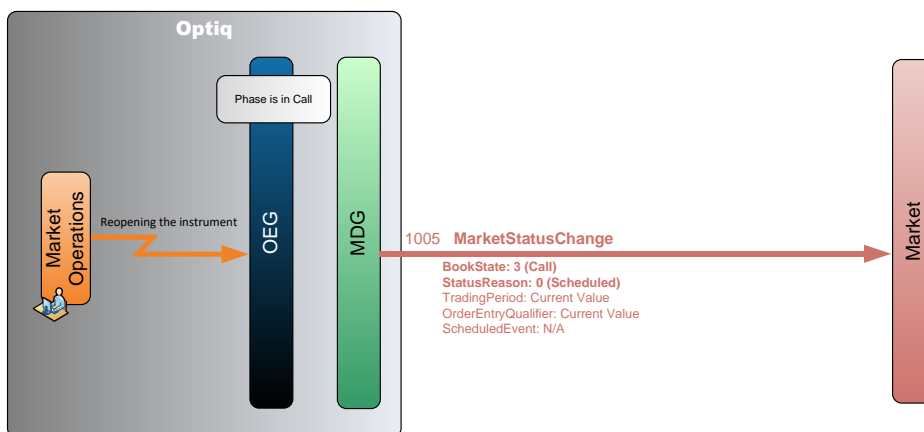 Optiq
Phase is in Call
Market
Operations
Reopening the instrument
OEG
MDG
1005 MarketStatusChange
BookState: 3 (Call)
StatusReason: 0 (Scheduled)
TradingPeriod: Current Value
OrderEntryQualifier: Current Value
ScheduledEvent: N/A
Market